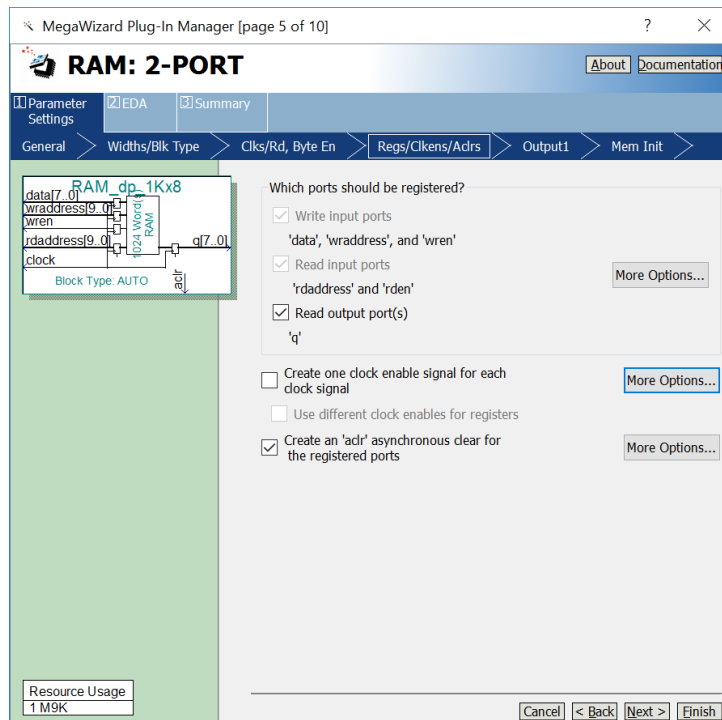 MegaWizard Plug-In Manager [page 5 of 10]
RAM: 2-PORT
About
Documentation
1 Parameter Settings
2 EDA
3 Summary
General
Widths/Blk Type
Clks/Rd, Byte En
Regs/Clkens/Aclrs
Output1
Mem Init
RAM_dp_1Kx8
data[7..0]
wraddress[9..0]
wren
rdaddress[9..0]
clock
1024 Word(s)
RAM
q[7..0]
Block Type: AUTO
aclr
Which ports should be registered?
Write input ports
'data', 'wraddress', and 'wren'
Read input ports
'rdaddress' and 'rden'
More Options...
Read output port(s)
'q'
Create one clock enable signal for each
clock signal
More Options...
Use different clock enables for registers
Create an 'aclr' asynchronous clear for
the registered ports
More Options...
Resource Usage
1 M9K
Cancel
< Back
Next >
Finish